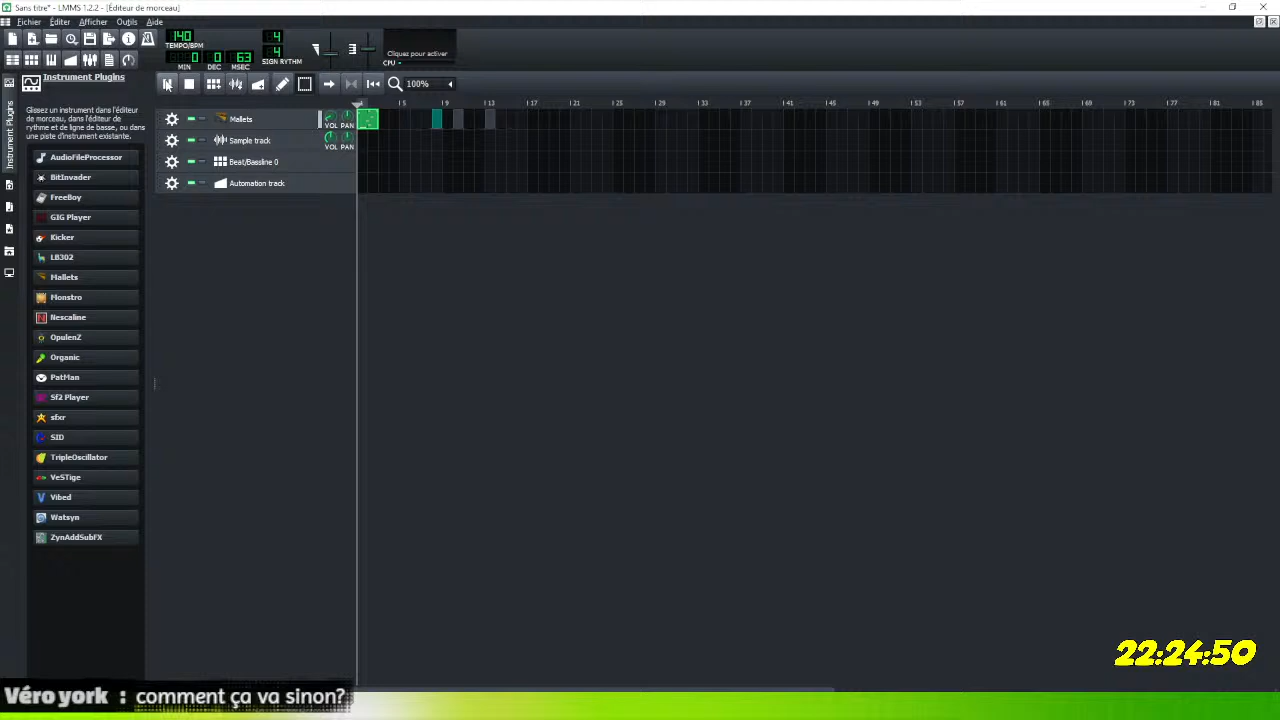 Sans titre* - LMMS 1.2.2 - [Éditeur de morceau]
Fichier Éditer Afficher Outils Aide
140
TEMPO/BPM
0 0 63
MIN DEC MSEC
4
4
SIGN RYTHM
Cliquez pour activer
CPU
Instrument Plugins
100%
Instrument Plugins
Glissez un instrument dans l'éditeur
de morceau, dans l'éditeur de
rythme et de ligne de basse, ou dans
une piste d'instrument existante.
AudioFileProcessor
BitInvader
FreeBoy
GIG Player
Kicker
LB302
Mallets
Monstro
Nescaline
OpulenZ
Organic
PatMan
Sf2 Player
sfxr
SID
TripleOscillator
VeSTige
Vibed
Watsyn
ZynAddSubFX
5 9 13 17 21 25 29 33 37 41 45 49 53 57 61 65 69 73 77 81 85
Mallets
VOL PAN
Sample track
VOL PAN
Beat/Bassline 0
Automation track
22:24:50
Véro york : comment ça va sinon?